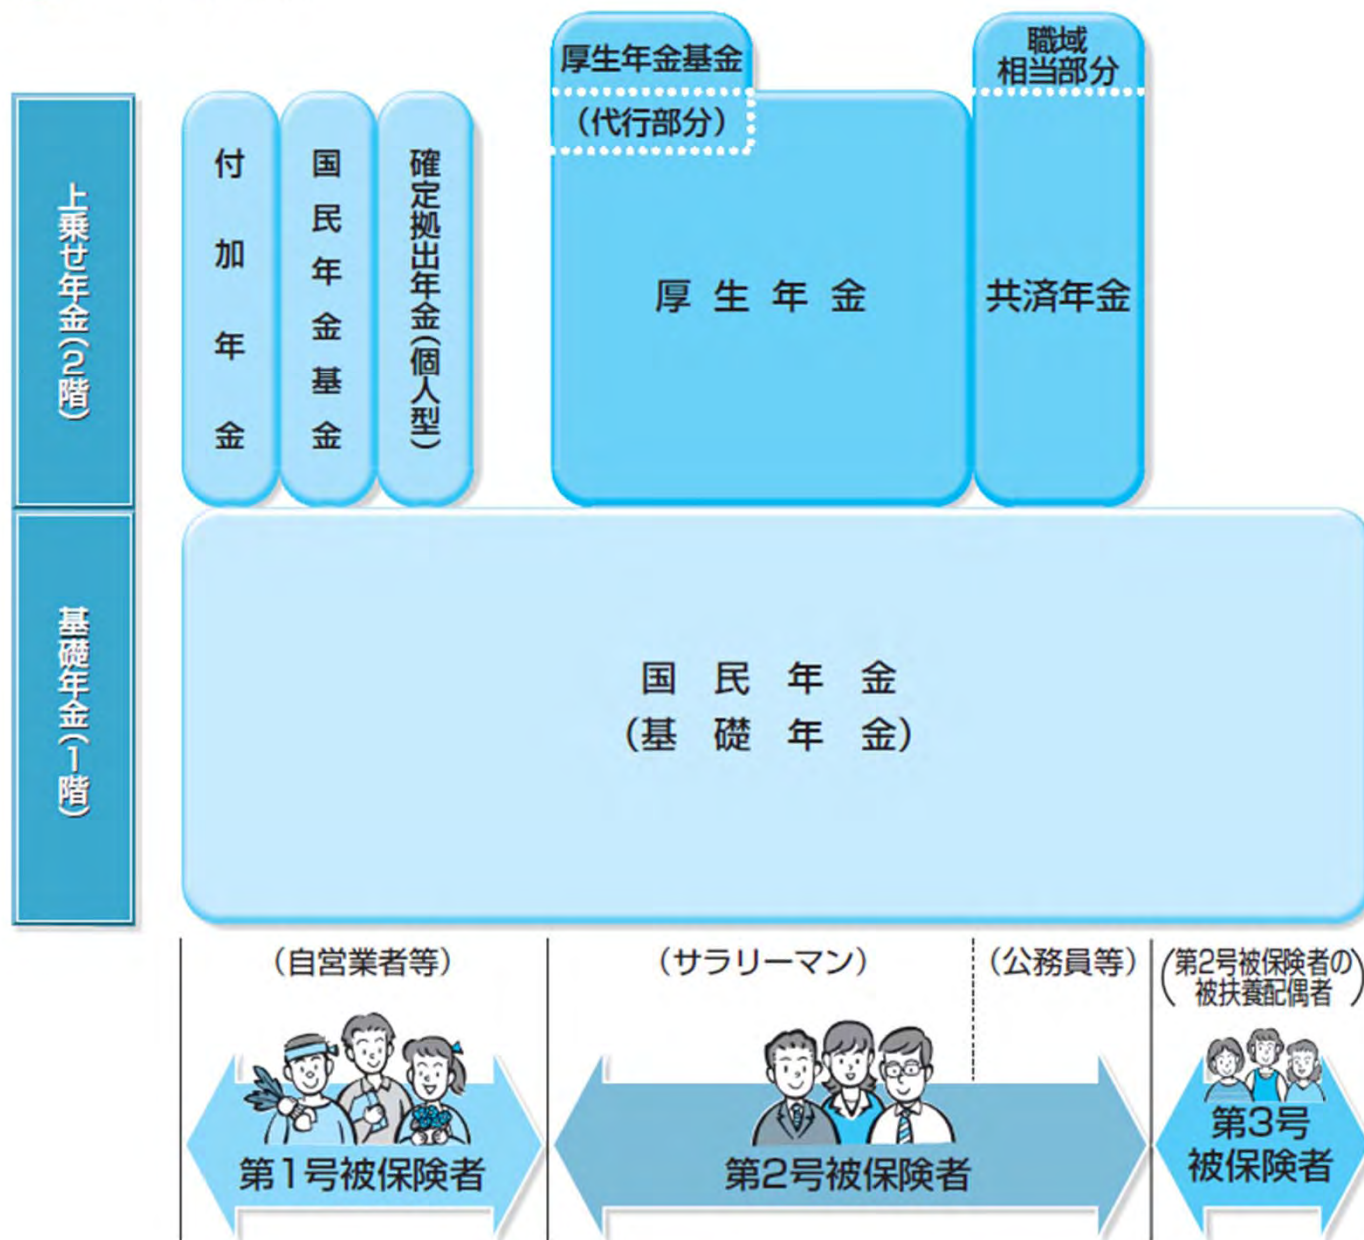 厚生年金基金
（代行部分）
職域
相当部分
上乗せ年金（2階）
付加年金
国民年金基金
確定拠出年金（個人型）
厚生年金
共済年金
基礎年金（1階）
国民年金
（基礎年金）
（自営業者等）
（サラリーマン）
（公務員等）
（第2号被保険者の
被扶養配偶者）
第1号被保険者
第2号被保険者
第3号
被保険者